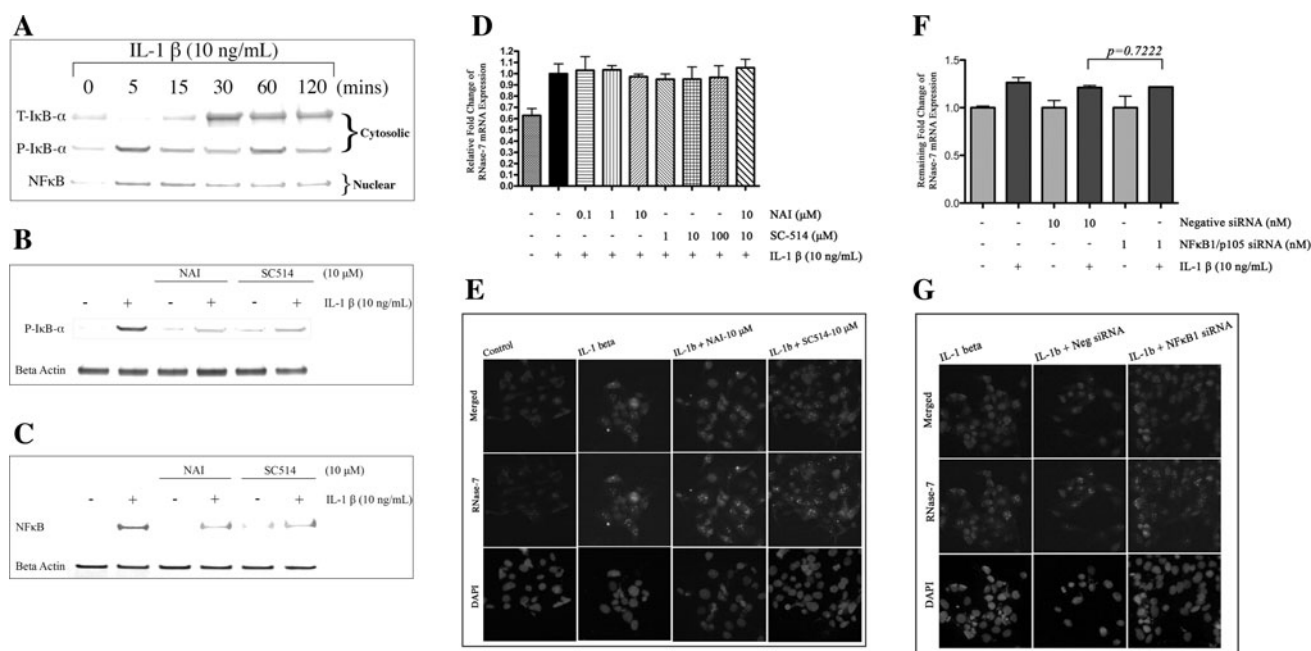 A
IL-1 β (10 ng/mL)
0 5 15 30 60 120 (mins)
T-IκB-α
P-IκB-α
Cytosolic
NFκB
Nuclear
B
NAI SC514 (10 μM)
- + - + - + IL-1 β (10 ng/mL)
P-IκB-α
Beta Actin
C
NAI SC514 (10 μM)
- + - + - + IL-1 β (10 ng/mL)
NFκB
Beta Actin
D
Relative Fold Change of
RNase-7 mRNA Expression
1.4
1.3
1.2
1.1
1.0
0.9
0.8
0.7
0.6
0.5
0.4
0.3
0.2
0.1
0.0
- - 0.1 1 10 - - - 10 NAI (μM)
- - - - - 1 10 100 10 SC-514 (μM)
- + + + + + + + + IL-1 β (10 ng/mL)
E
Control IL-1 beta IL-1b + NAI-10 μM IL-1b + SC514-10 μM
Merged
RNase-7
DAPI
F
p=0.7222
Remaining Fold Change of
RNase-7 mRNA Expression
1.5
1.0
0.5
0.0
- - 10 10 - - Negative siRNA (nM)
- - - - 1 1 NFκB1/p105 siRNA (nM)
- + - + - + IL-1 β (10 ng/mL)
G
IL-1 beta IL-1b + Neg siRNA IL-1b + NFκB1 siRNA
Merged
RNase-7
DAPI